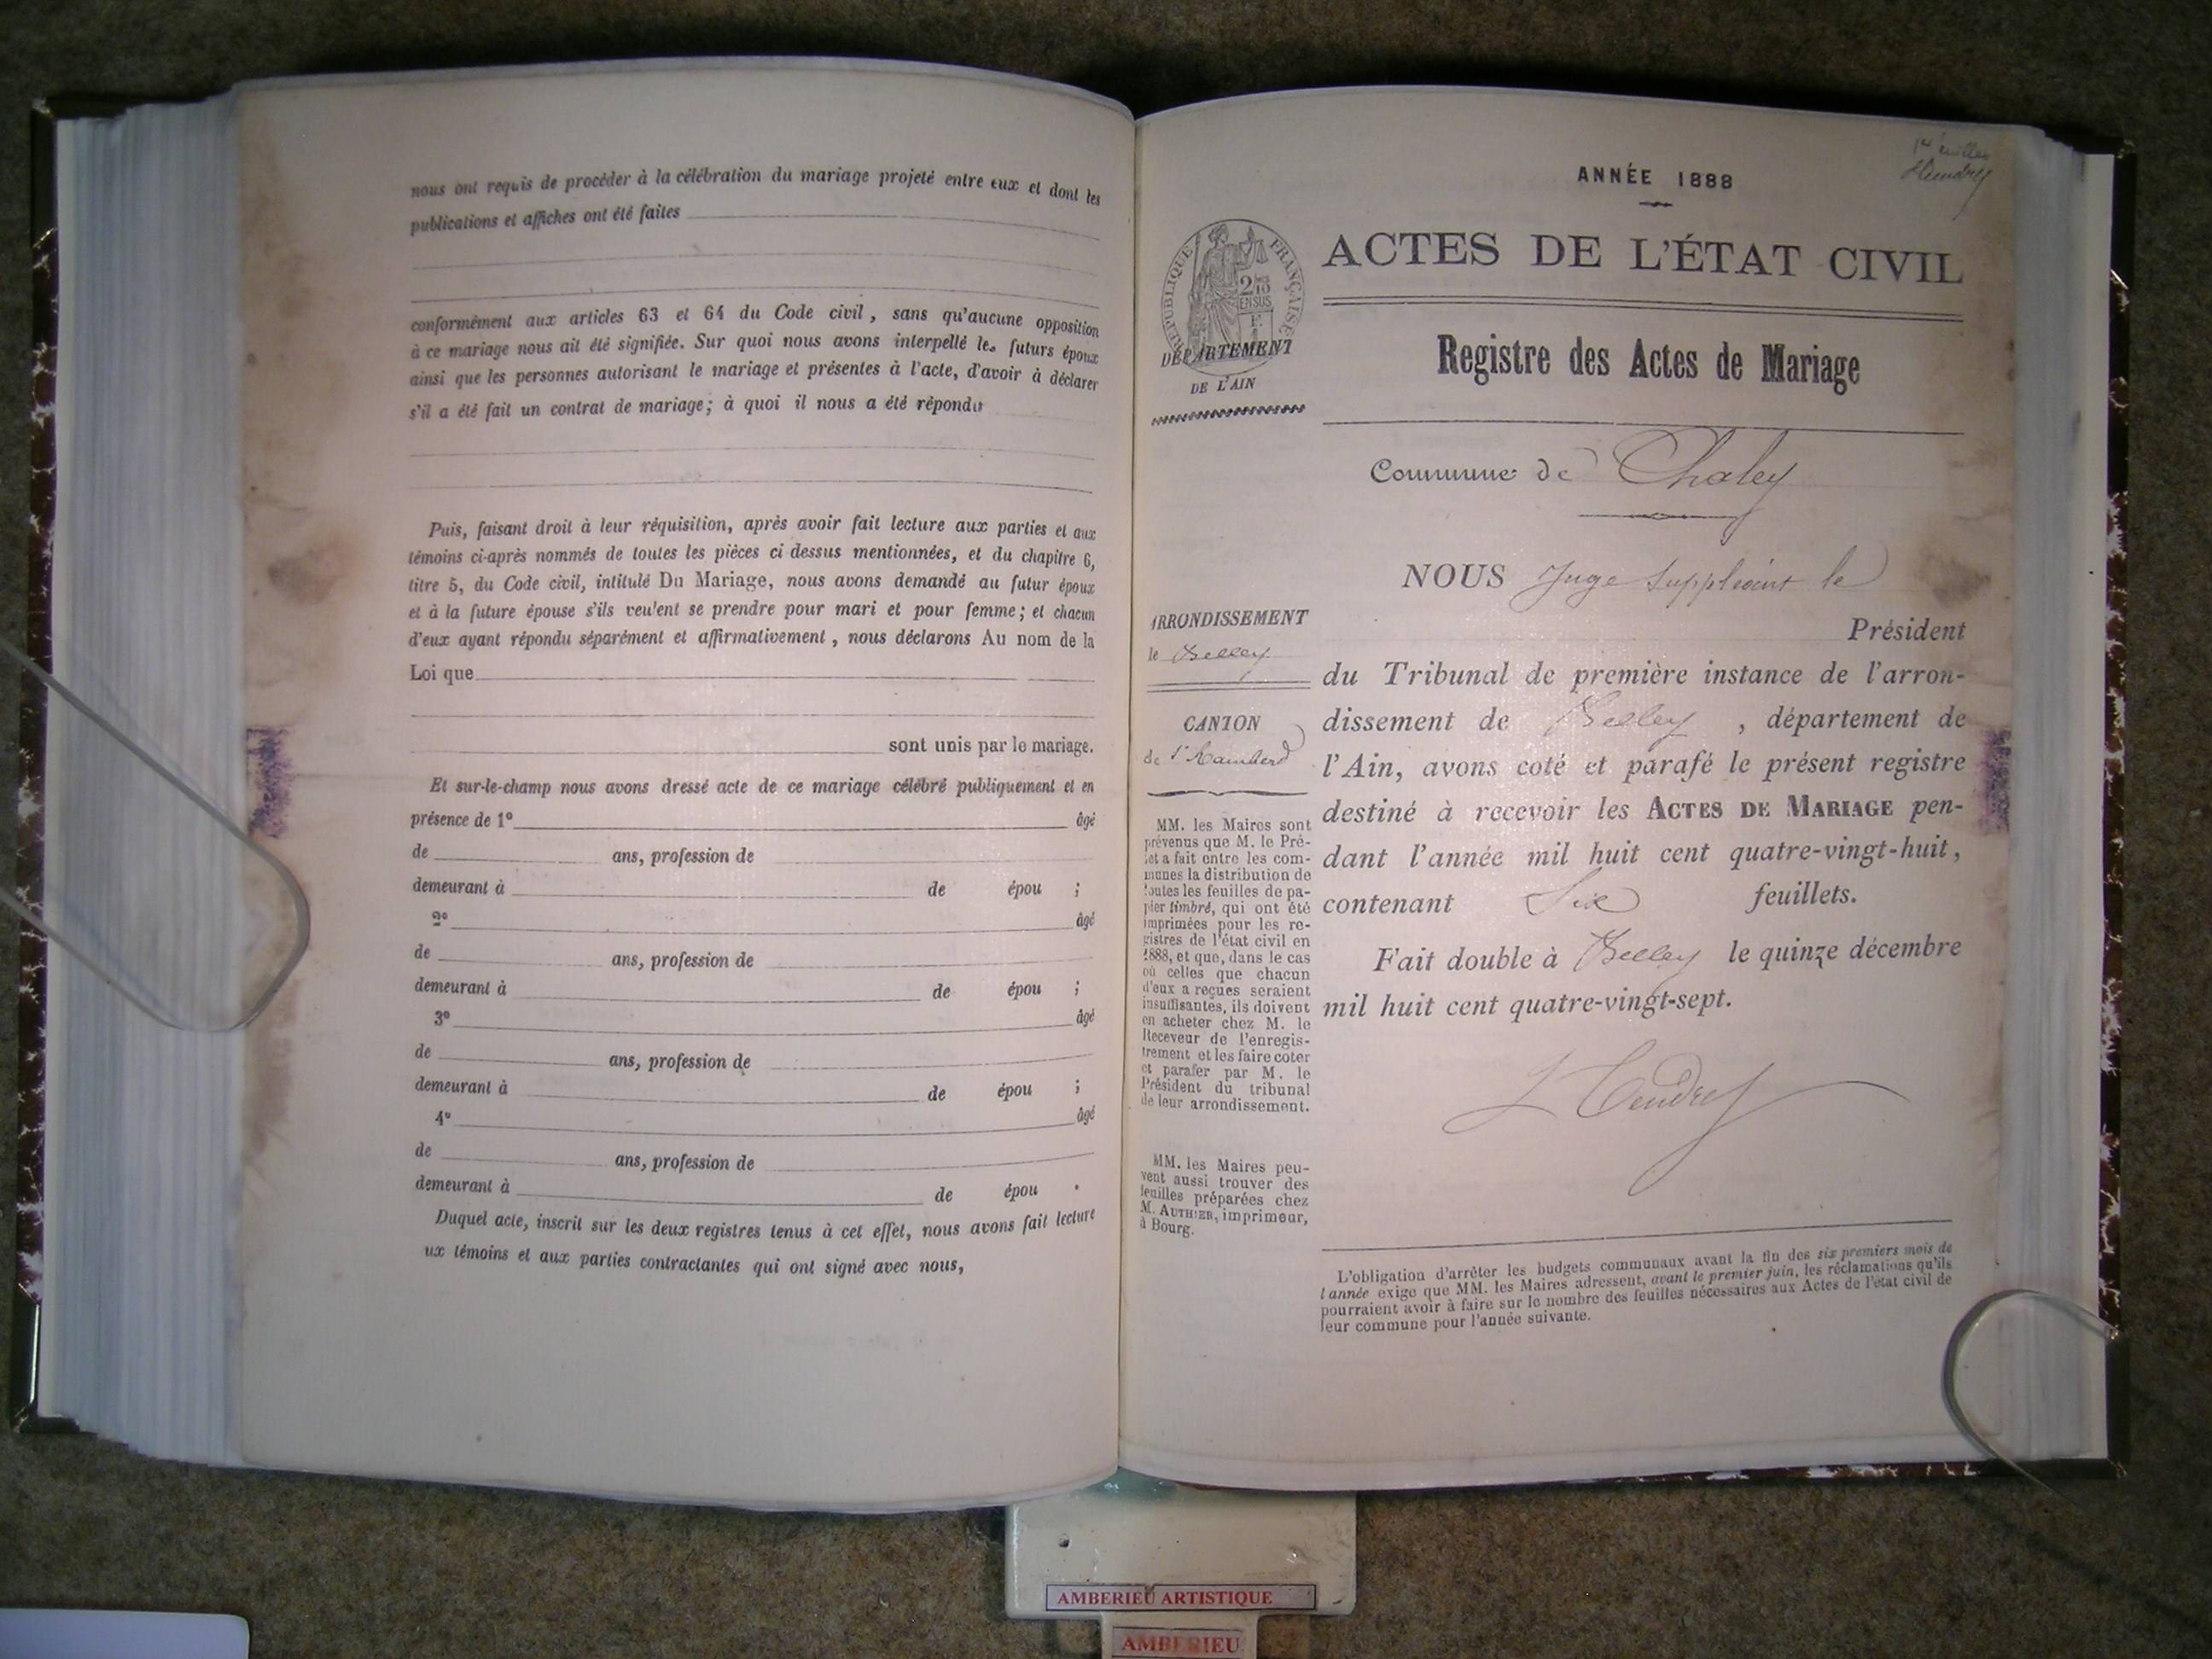 nous ont requis de procéder à la célébration du mariage projeté entre eux et dont les
publications et affiches ont été faites
conformément aux articles 63 et 64 du Code civil, sans qu'aucune opposition
à ce mariage nous ait été signifiée. Sur quoi nous avons interpellé les futurs époux
ainsi que les personnes autorisant le mariage et présentes à l'acte, d'avoir à déclarer
s'il a été fait un contrat de mariage; à quoi il nous a été répondu
Puis, faisant droit à leur réquisition, après avoir fait lecture aux parties et aux
témoins ci-après nommés de toutes les pièces ci dessus mentionnées, et du chapitre 6,
titre 5, du Code civil, intitulé Du Mariage, nous avons demandé au futur époux
et à la future épouse s'ils veulent se prendre pour mari et pour femme; et chacun
d'eux ayant répondu séparément et affirmativement, nous déclarons Au nom de la
Loi que
sont unis par le mariage.
Et sur-le-champ nous avons dressé acte de ce mariage célébré publiquement et en
présence de 1° âgé
de ans, profession de
demeurant à de épou ;
2° âgé
de ans, profession de
demeurant à de épou ;
3° âgé
de ans, profession de
demeurant à de épou ;
4° âgé
de ans, profession de
demeurant à de épou .
Duquel acte, inscrit sur les deux registres tenus à cet effet, nous avons fait lecture
ux témoins et aux parties contractantes qui ont signé avec nous,
ANNÉE 1888
RÉPUBLIQUE FRANÇAISE
DÉPARTEMENT
DE L'AIN
ACTES DE L'ÉTAT CIVIL
Registre des Actes de Mariage
Commune de Chaley
NOUS Juge suppléant le
Président
du Tribunal de première instance de l'arron-
dissement de Belley, département de
l'Ain, avons coté et parafé le présent registre
destiné à recevoir les ACTES DE MARIAGE pen-
dant l'année mil huit cent quatre-vingt-huit,
contenant Six feuillets.
Fait double à Belley le quinze décembre
mil huit cent quatre-vingt-sept.
ARRONDISSEMENT
de Belley
CANTON
de St Rambert
MM. les Maires sont
prévenus que M. le Pré-
fet a fait entre les com-
munes la distribution de
toutes les feuilles de pa-
pier timbré, qui ont été
imprimées pour les re-
gistres de l'état civil en
1888, et que, dans le cas
où celles que chacun
d'eux a reçues seraient
insuffisantes, ils doivent
en acheter chez M. le
Receveur de l'enregis-
trement et les faire coter
et parafer par M. le
Président du tribunal
de leur arrondissement.
MM. les Maires peu-
vent aussi trouver des
feuilles préparées chez
M. AUTHIER, imprimeur,
à Bourg.
L'obligation d'arrêter les budgets communaux avant la fin des six premiers mois de
l'année exige que MM. les Maires adressent, avant le premier juin, les réclamations qu'ils
pourraient avoir à faire sur le nombre des feuilles nécessaires aux Actes de l'état civil de
leur commune pour l'année suivante.
AMBERIEU ARTISTIQUE
AMBERIEU